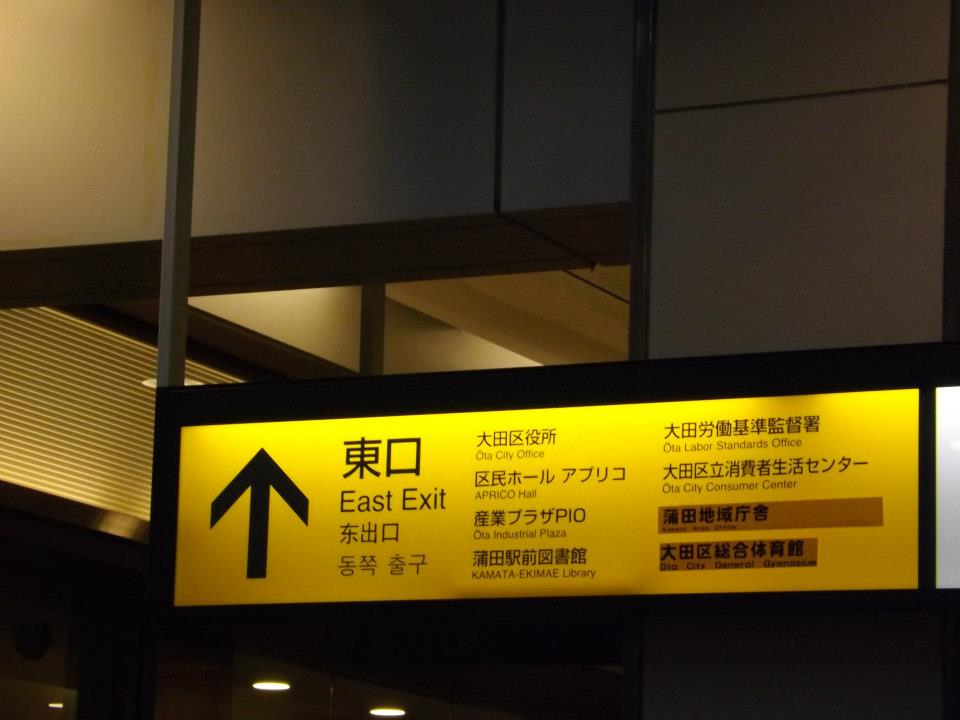 東口
East Exit
东出口
동쪽 출구
大田区役所
Ōta City Office
区民ホール アプリコ
APRICO Hall
産業プラザPIO
Ōta Industrial Plaza
蒲田駅前図書館
KAMATA-EKIMAE Library
大田労働基準監督署
Ōta Labor Standards Office
大田区立消費者生活センター
Ōta City Consumer Center
蒲田地域庁舎
Kamata Area Office
大田区総合体育館
Ota City General Gymnasium